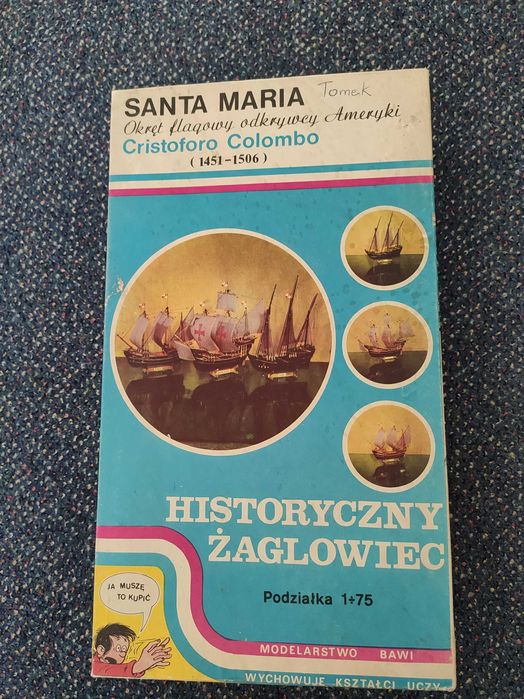 SANTA MARIA Tomek
Okręt flagowy odkrywcy Ameryki
Cristoforo Colombo
(1451-1506)
HISTORYCZNY
ŻAGLOWIEC
Podziałka 1÷75
JA MUSZĘ
TO KUPIĆ
MODELARSTWO BAWI
WYCHOWUJE KSZTAŁCI UCZY